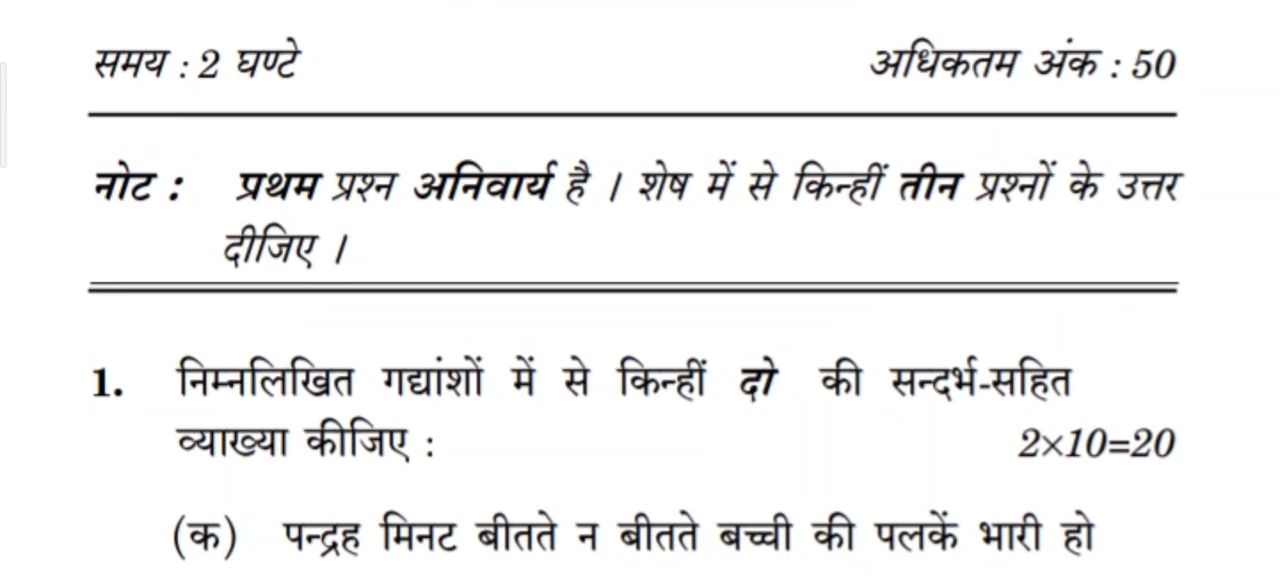 समय : 2 घण्टे अधिकतम अंक : 50
नोट : प्रथम प्रश्न अनिवार्य है । शेष में से किन्हीं तीन प्रश्नों के उत्तर
दीजिए ।
1. निम्नलिखित गद्यांशों में से किन्हीं दो की सन्दर्भ-सहित
व्याख्या कीजिए : 2×10=20
(क) पन्द्रह मिनट बीतते न बीतते बच्ची की पलकें भारी हो